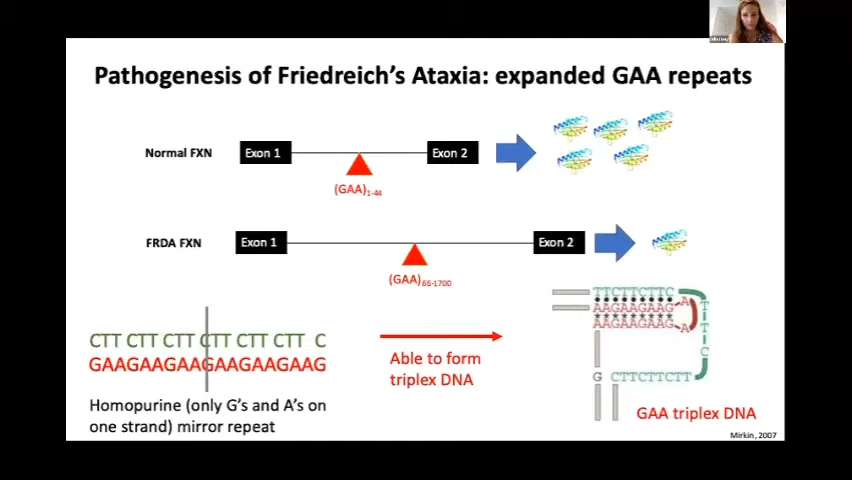 Pathogenesis of Friedreich's Ataxia: expanded GAA repeats
Normal FXN
Exon 1
Exon 2
(GAA)1-44
FRDA FXN
Exon 1
Exon 2
(GAA)66-1700
CTT CTT CTT CTT CTT CTT C
GAAGAAGAAGAAGAAGAAG
Able to form
triplex DNA
Homopurine (only G's and A's on
one strand) mirror repeat
TTCTTCTTC
AAGAAGAAG
AAGAAGAAG
A
A
T
T
T
C
G
CTTCTTCTT
GAA triplex DNA
Mirkin, 2007